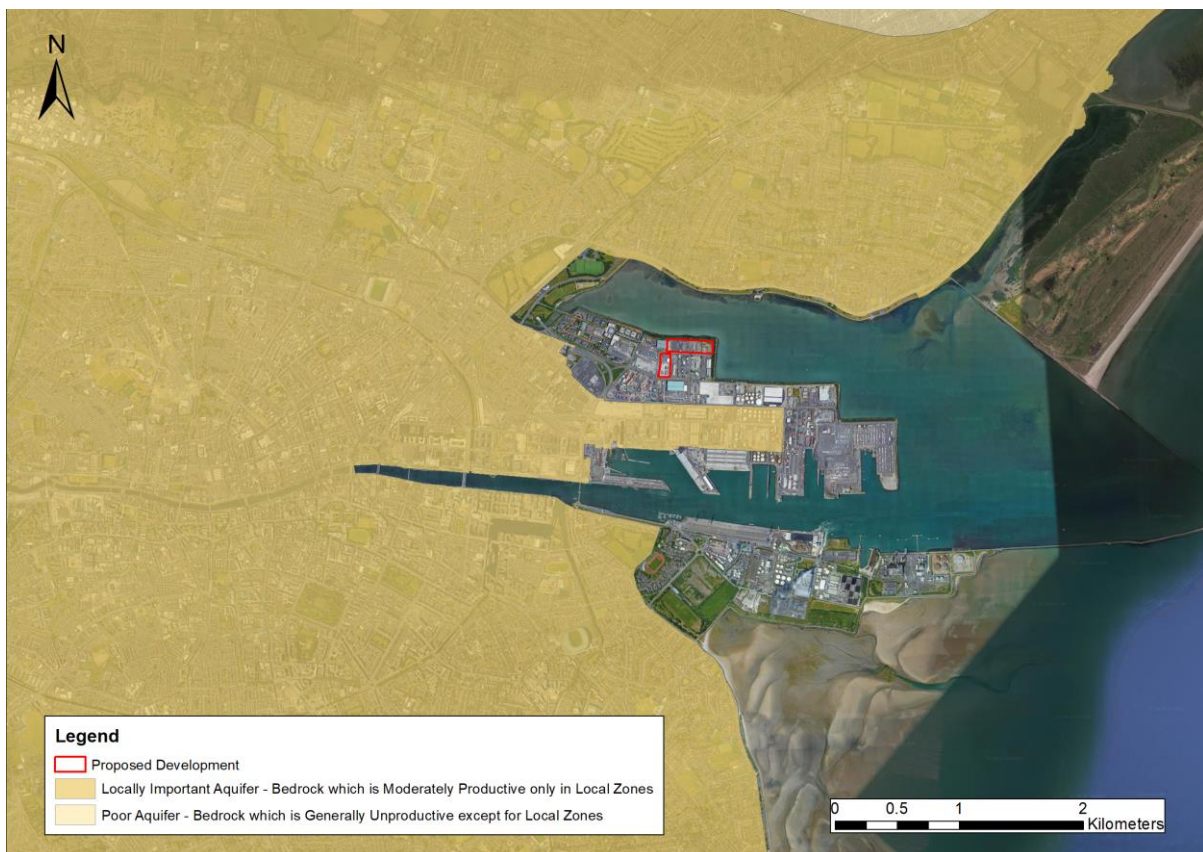 N
Legend
Proposed Development
Locally Important Aquifer - Bedrock which is Moderately Productive only in Local Zones
Poor Aquifer - Bedrock which is Generally Unproductive except for Local Zones
0 0.5 1 2
Kilometers